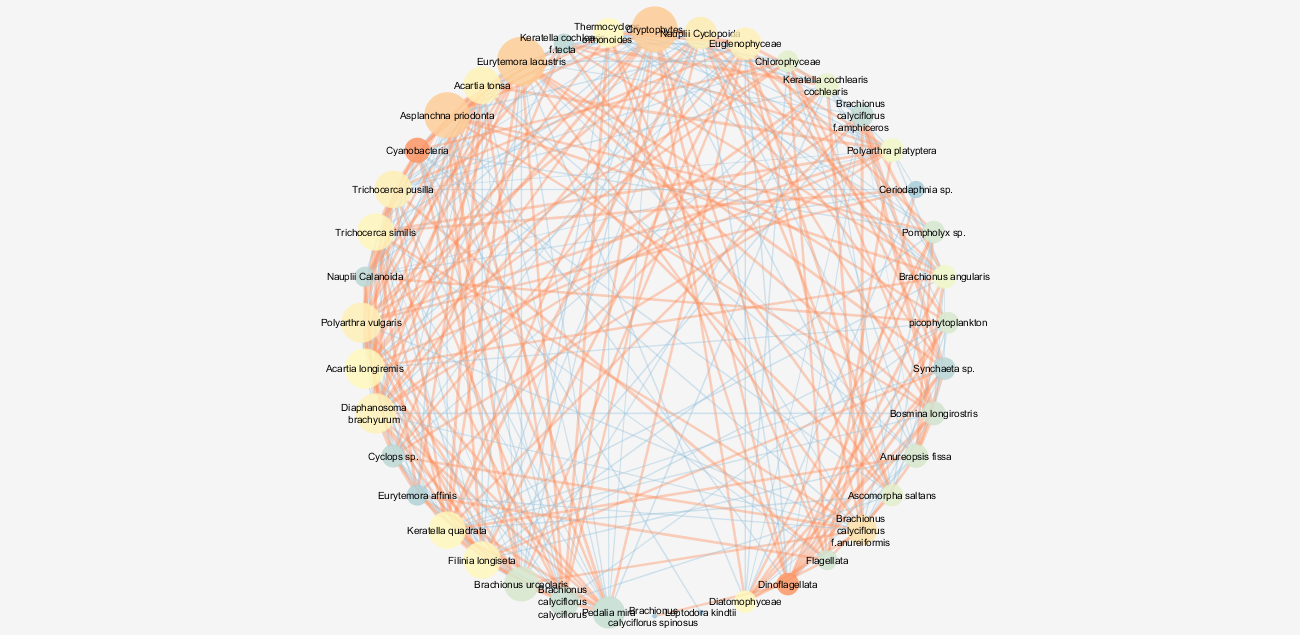 Cryptophytes
Nauplii Cyclopoida
Euglenophyceae
Chlorophyceae
Keratella cochlearis
cochlearis
Brachionus
calyciflorus
f.amphiceros
Polyarthra platyptera
Ceriodaphnia sp.
Pompholyx sp.
Brachionus angularis
picophytoplankton
Synchaeta sp.
Bosmina longirostris
Anureopsis fissa
Ascomorpha saltans
Brachionus
calyciflorus
f.anureiformis
Flagellata
Dinoflagellata
Diatomophyceae
Leptodora kindtii
Brachionus
calyciflorus spinosus
Pedalia mira
Brachionus
calyciflorus
calyciflorus
Brachionus urceolaris
Filinia longiseta
Keratella quadrata
Eurytemora affinis
Cyclops sp.
Diaphanosoma
brachyurum
Acartia longiremis
Polyarthra vulgaris
Nauplii Calanoida
Trichocerca similis
Trichocerca pusilla
Cyanobacteria
Asplanchna priodonta
Acartia tonsa
Eurytemora lacustris
Keratella cochlea
f.tecta
Thermocyclops
oithonoides